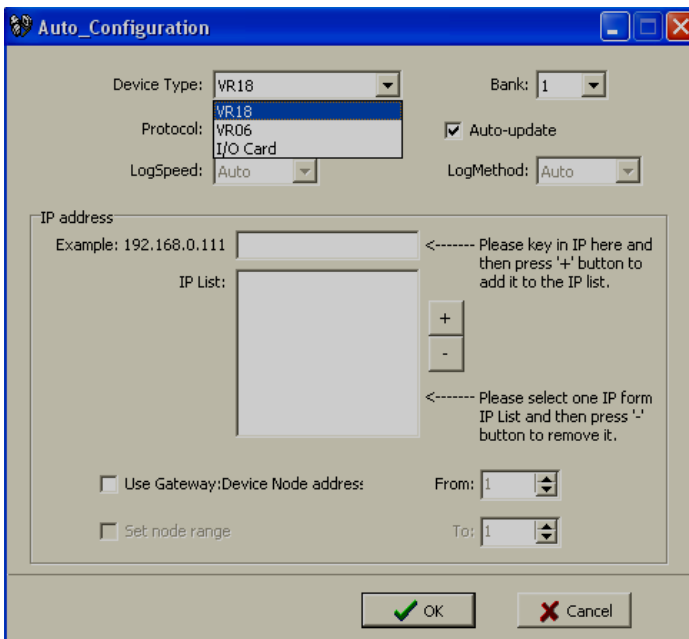 Auto_Configuration
Device Type: VR18 Bank: 1
VR18
Protocol: VR06 Auto-update
I/O Card
LogSpeed: Auto LogMethod: Auto
IP address
Example: 192.168.0.111 <------- Please key in IP here and
then press '+' button to
IP List: add it to the IP list.
+
-
<------- Please select one IP form
IP List and then press '-'
button to remove it.
Use Gateway:Device Node address: From: 1
Set node range To: 1
OK Cancel